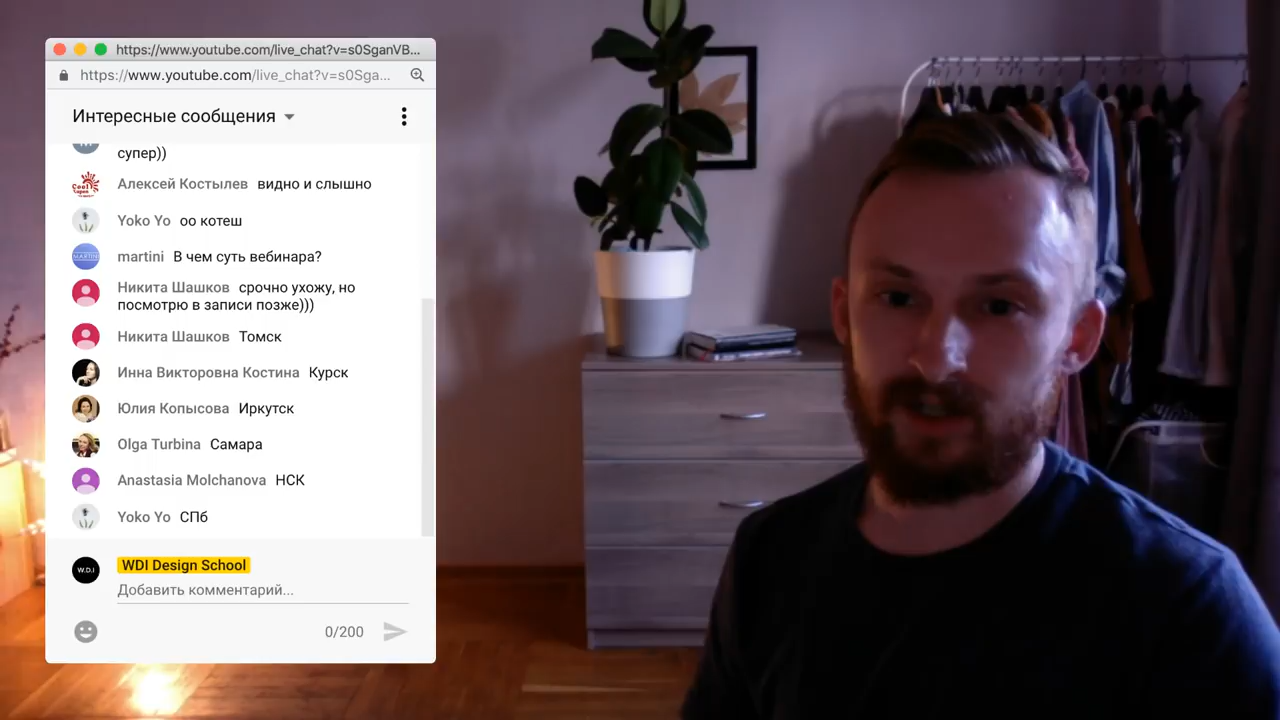 https://www.youtube.com/live_chat?v=s0SganVB...
https://www.youtube.com/live_chat?v=s0Sga...
Интересные сообщения
супер))
Алексей Костылев видно и слышно
Yoko Yo оо котеш
martini В чем суть вебинара?
Никита Шашков срочно ухожу, но
посмотрю в записи позже)))
Никита Шашков Томск
Инна Викторовна Костина Курск
Юлия Копысова Иркутск
Olga Turbina Самара
Anastasia Molchanova НСК
Yoko Yo СПб
W.D.I
WDI Design School
Добавить комментарий...
0/200